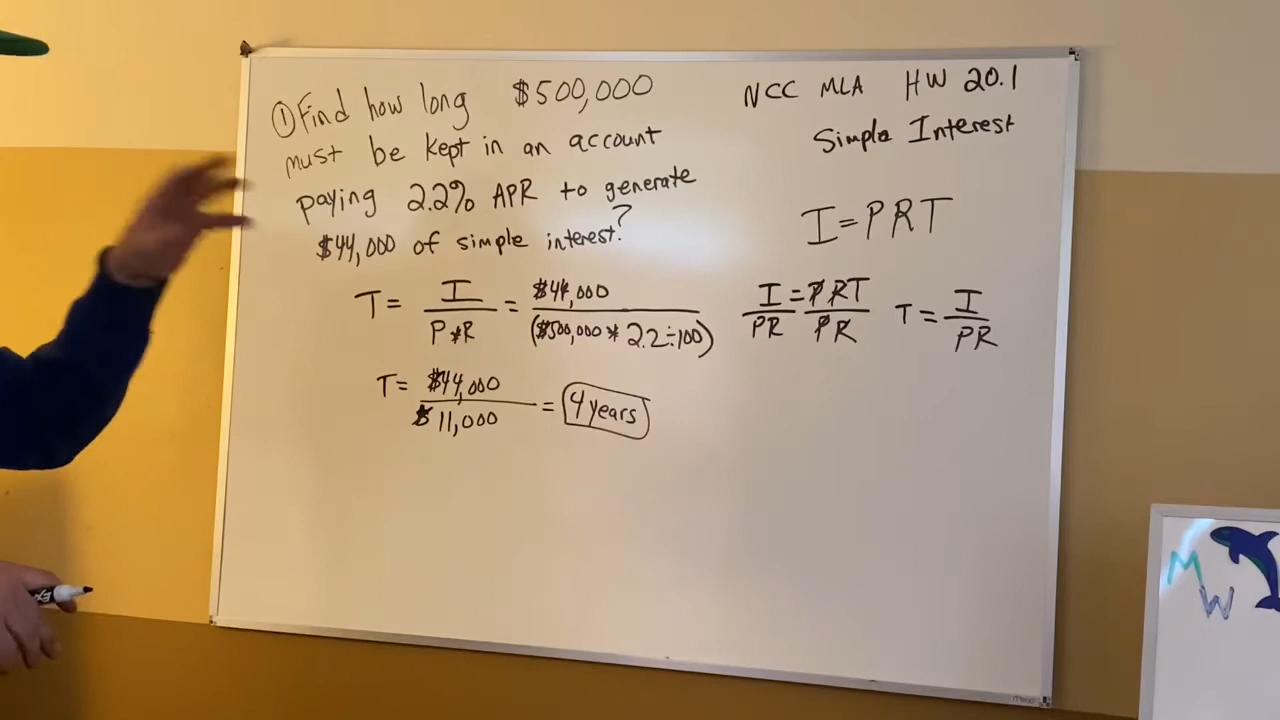 ① Find how long $500,000
must be kept in an account
paying 2.2% APR to generate
$44,000 of simple interest?
NCC MLA HW 20.1
Simple Interest
I = PRT
T = I / P*R = $44,000 / ($500,000 * 2.2÷100)
I / PR = PRT / PR T = I / PR
T = $44,000 / $11,000 = 4 years
M
W
EXPO